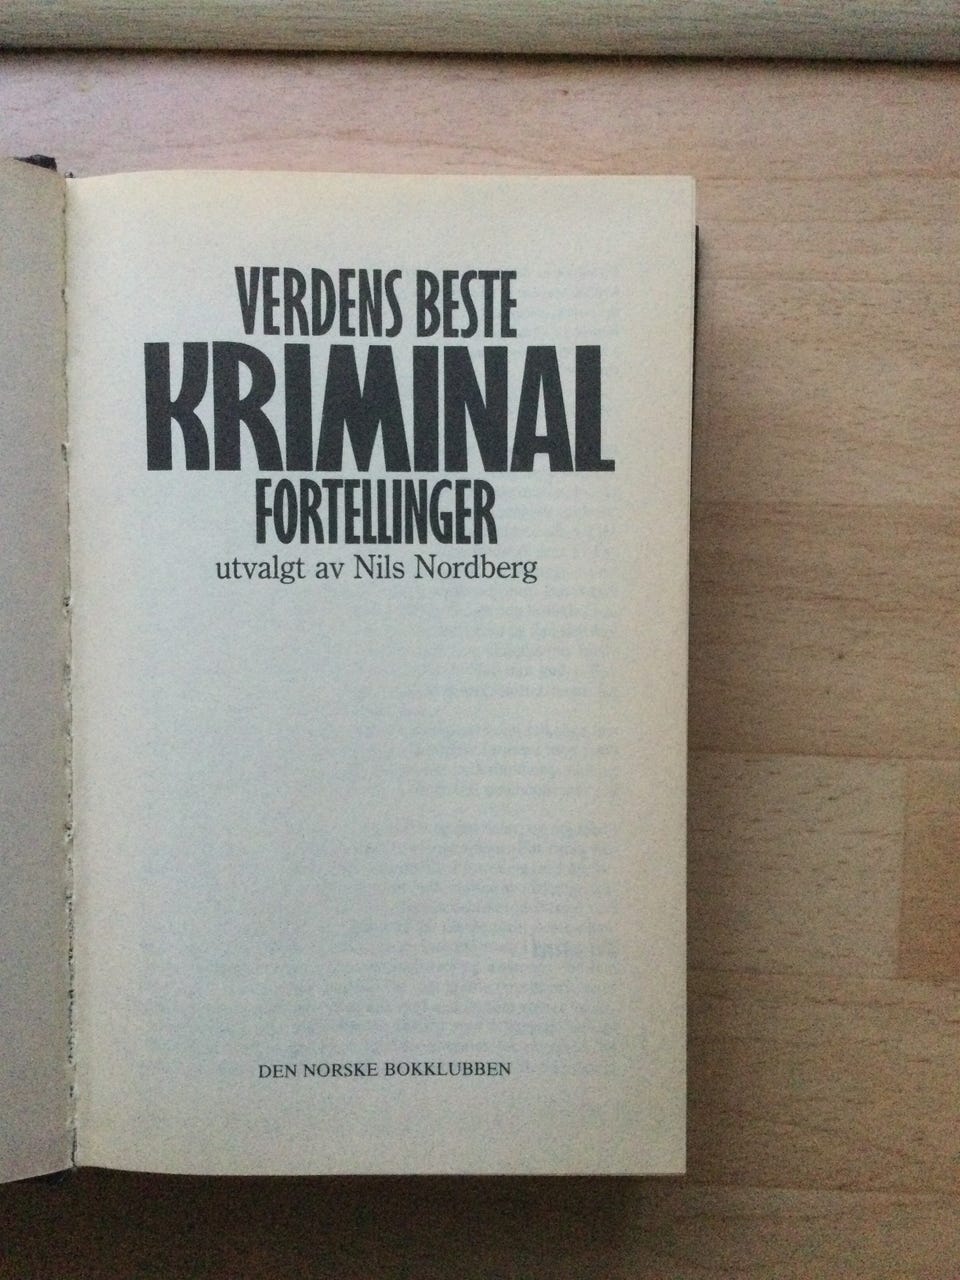 VERDENS BESTE
KRIMINAL
FORTELLINGER
utvalgt av Nils Nordberg
DEN NORSKE BOKKLUBBEN